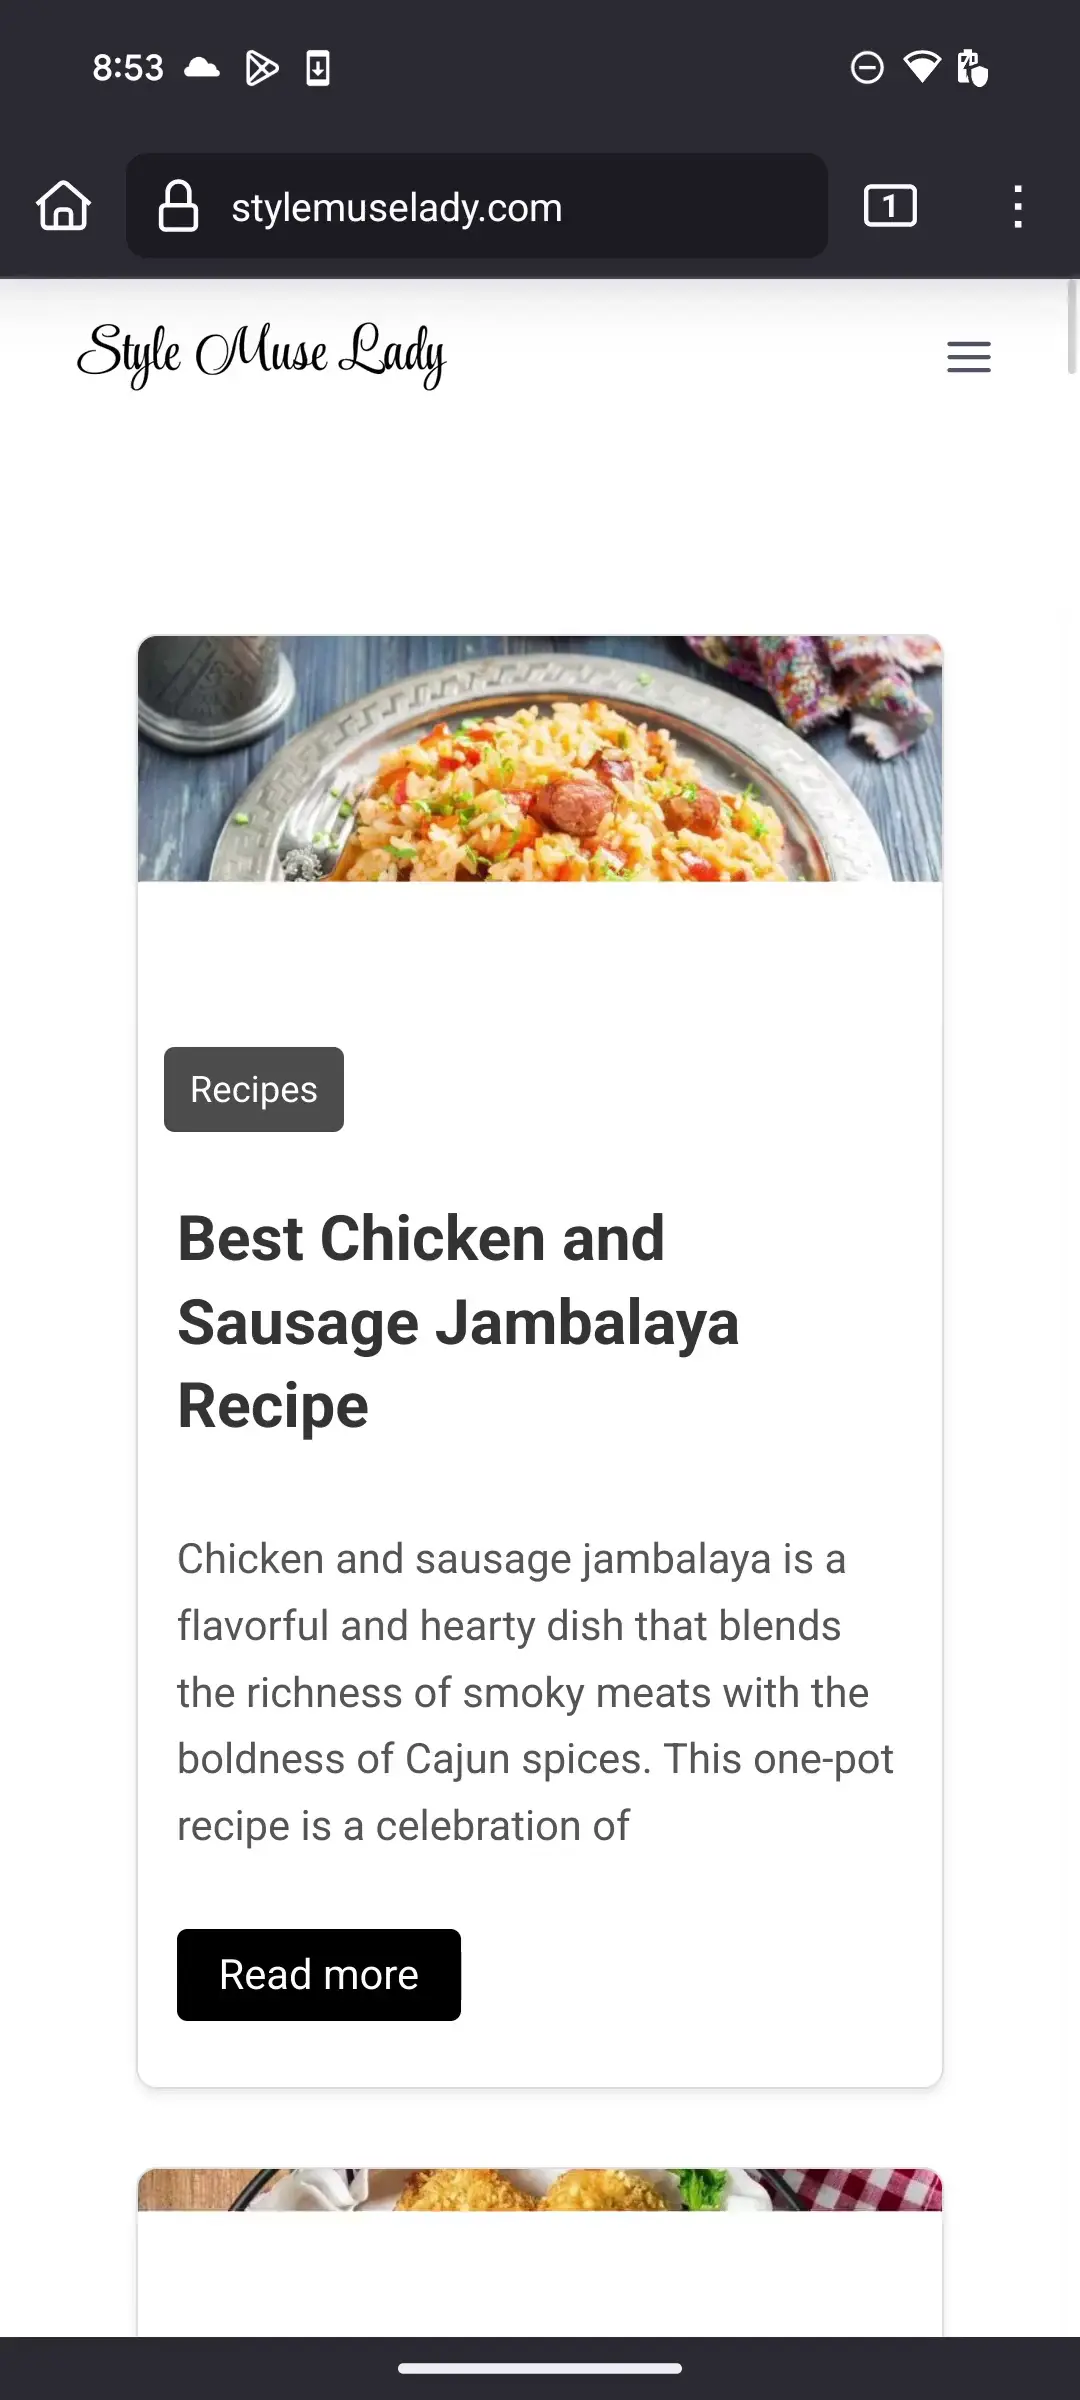 8:53
stylemuselady.com
1
Style Muse Lady
Recipes
Best Chicken and
Sausage Jambalaya
Recipe
Chicken and sausage jambalaya is a
flavorful and hearty dish that blends
the richness of smoky meats with the
boldness of Cajun spices. This one-pot
recipe is a celebration of
Read more